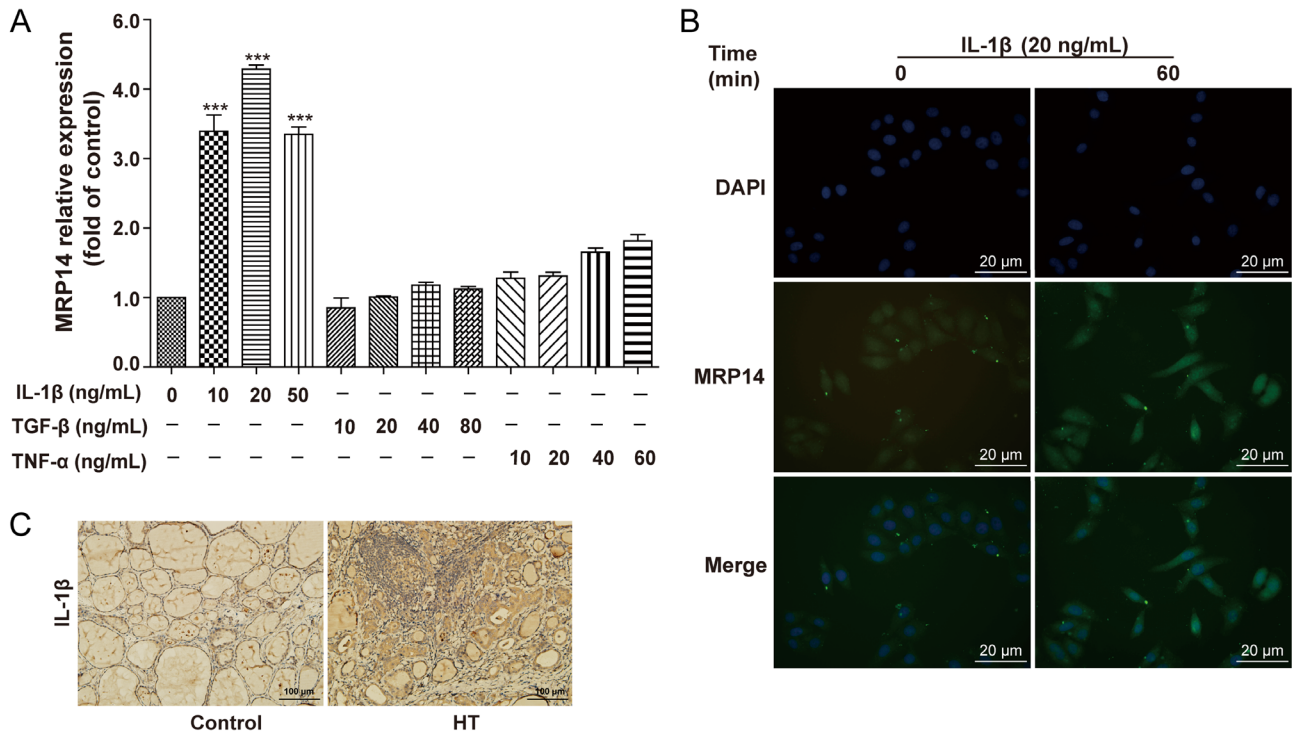 A
MRP14 relative expression
(fold of control)
6.0
4.0
3.0
2.0
1.0
0.0
***
***
***
IL-1β (ng/mL) 0 10 20 50 – – – – – – – –
TGF-β (ng/mL) – – – – 10 20 40 80 – – – –
TNF-α (ng/mL) – – – – – – – – 10 20 40 60
B
Time
(min)
IL-1β (20 ng/mL)
0 60
DAPI
20 μm 20 μm
MRP14
20 μm 20 μm
Merge
20 μm 20 μm
C
IL-1β
100 μm 100 μm
Control HT